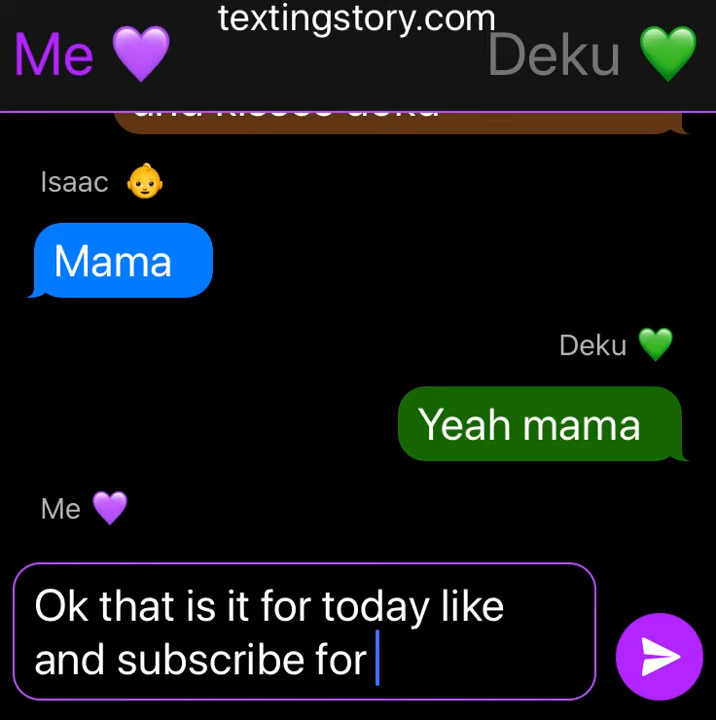 textingstory.com
Me 💜 Deku 💚
Isaac 👶
Mama
Deku 💚
Yeah mama
Me 💜
Ok that is it for today like
and subscribe for